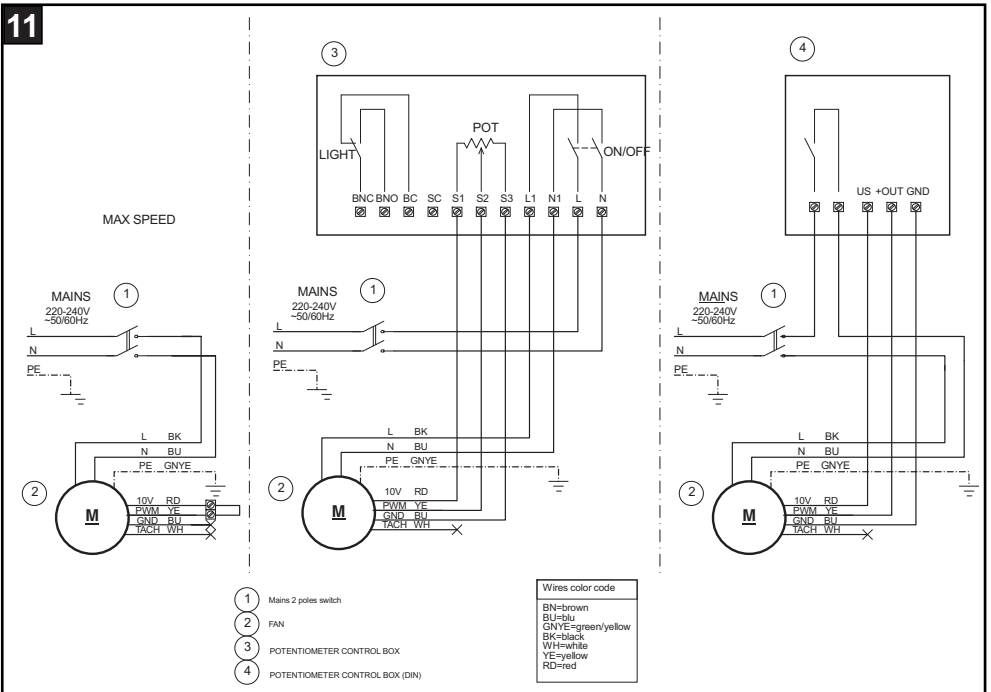 11
MAX SPEED
MAINS
1
220-240V
~50/60Hz
L
N
PE
L BK
N BU
PE GNYE
2
M
10V RD
PWM YE
GND BU
TACH WH
3
POT
LIGHT
ON/OFF
BNC BNO BC SC S1 S2 S3 L1 N1 L N
MAINS
1
220-240V
~50/60Hz
L
N
PE
L BK
N BU
PE GNYE
2
M
10V RD
PWM YE
GND BU
TACH WH
4
US +OUT GND
MAINS
1
220-240V
~50/60Hz
L
N
PE
L BK
N BU
PE GNYE
2
M
10V RD
PWM YE
GND BU
TACH WH
1 Mains 2 poles switch
2 FAN
3 POTENTIOMETER CONTROL BOX
4 POTENTIOMETER CONTROL BOX (DIN)
Wires color code
BN=brown
BU=blu
GNYE=green/yellow
BK=black
WH=white
YE=yellow
RD=red